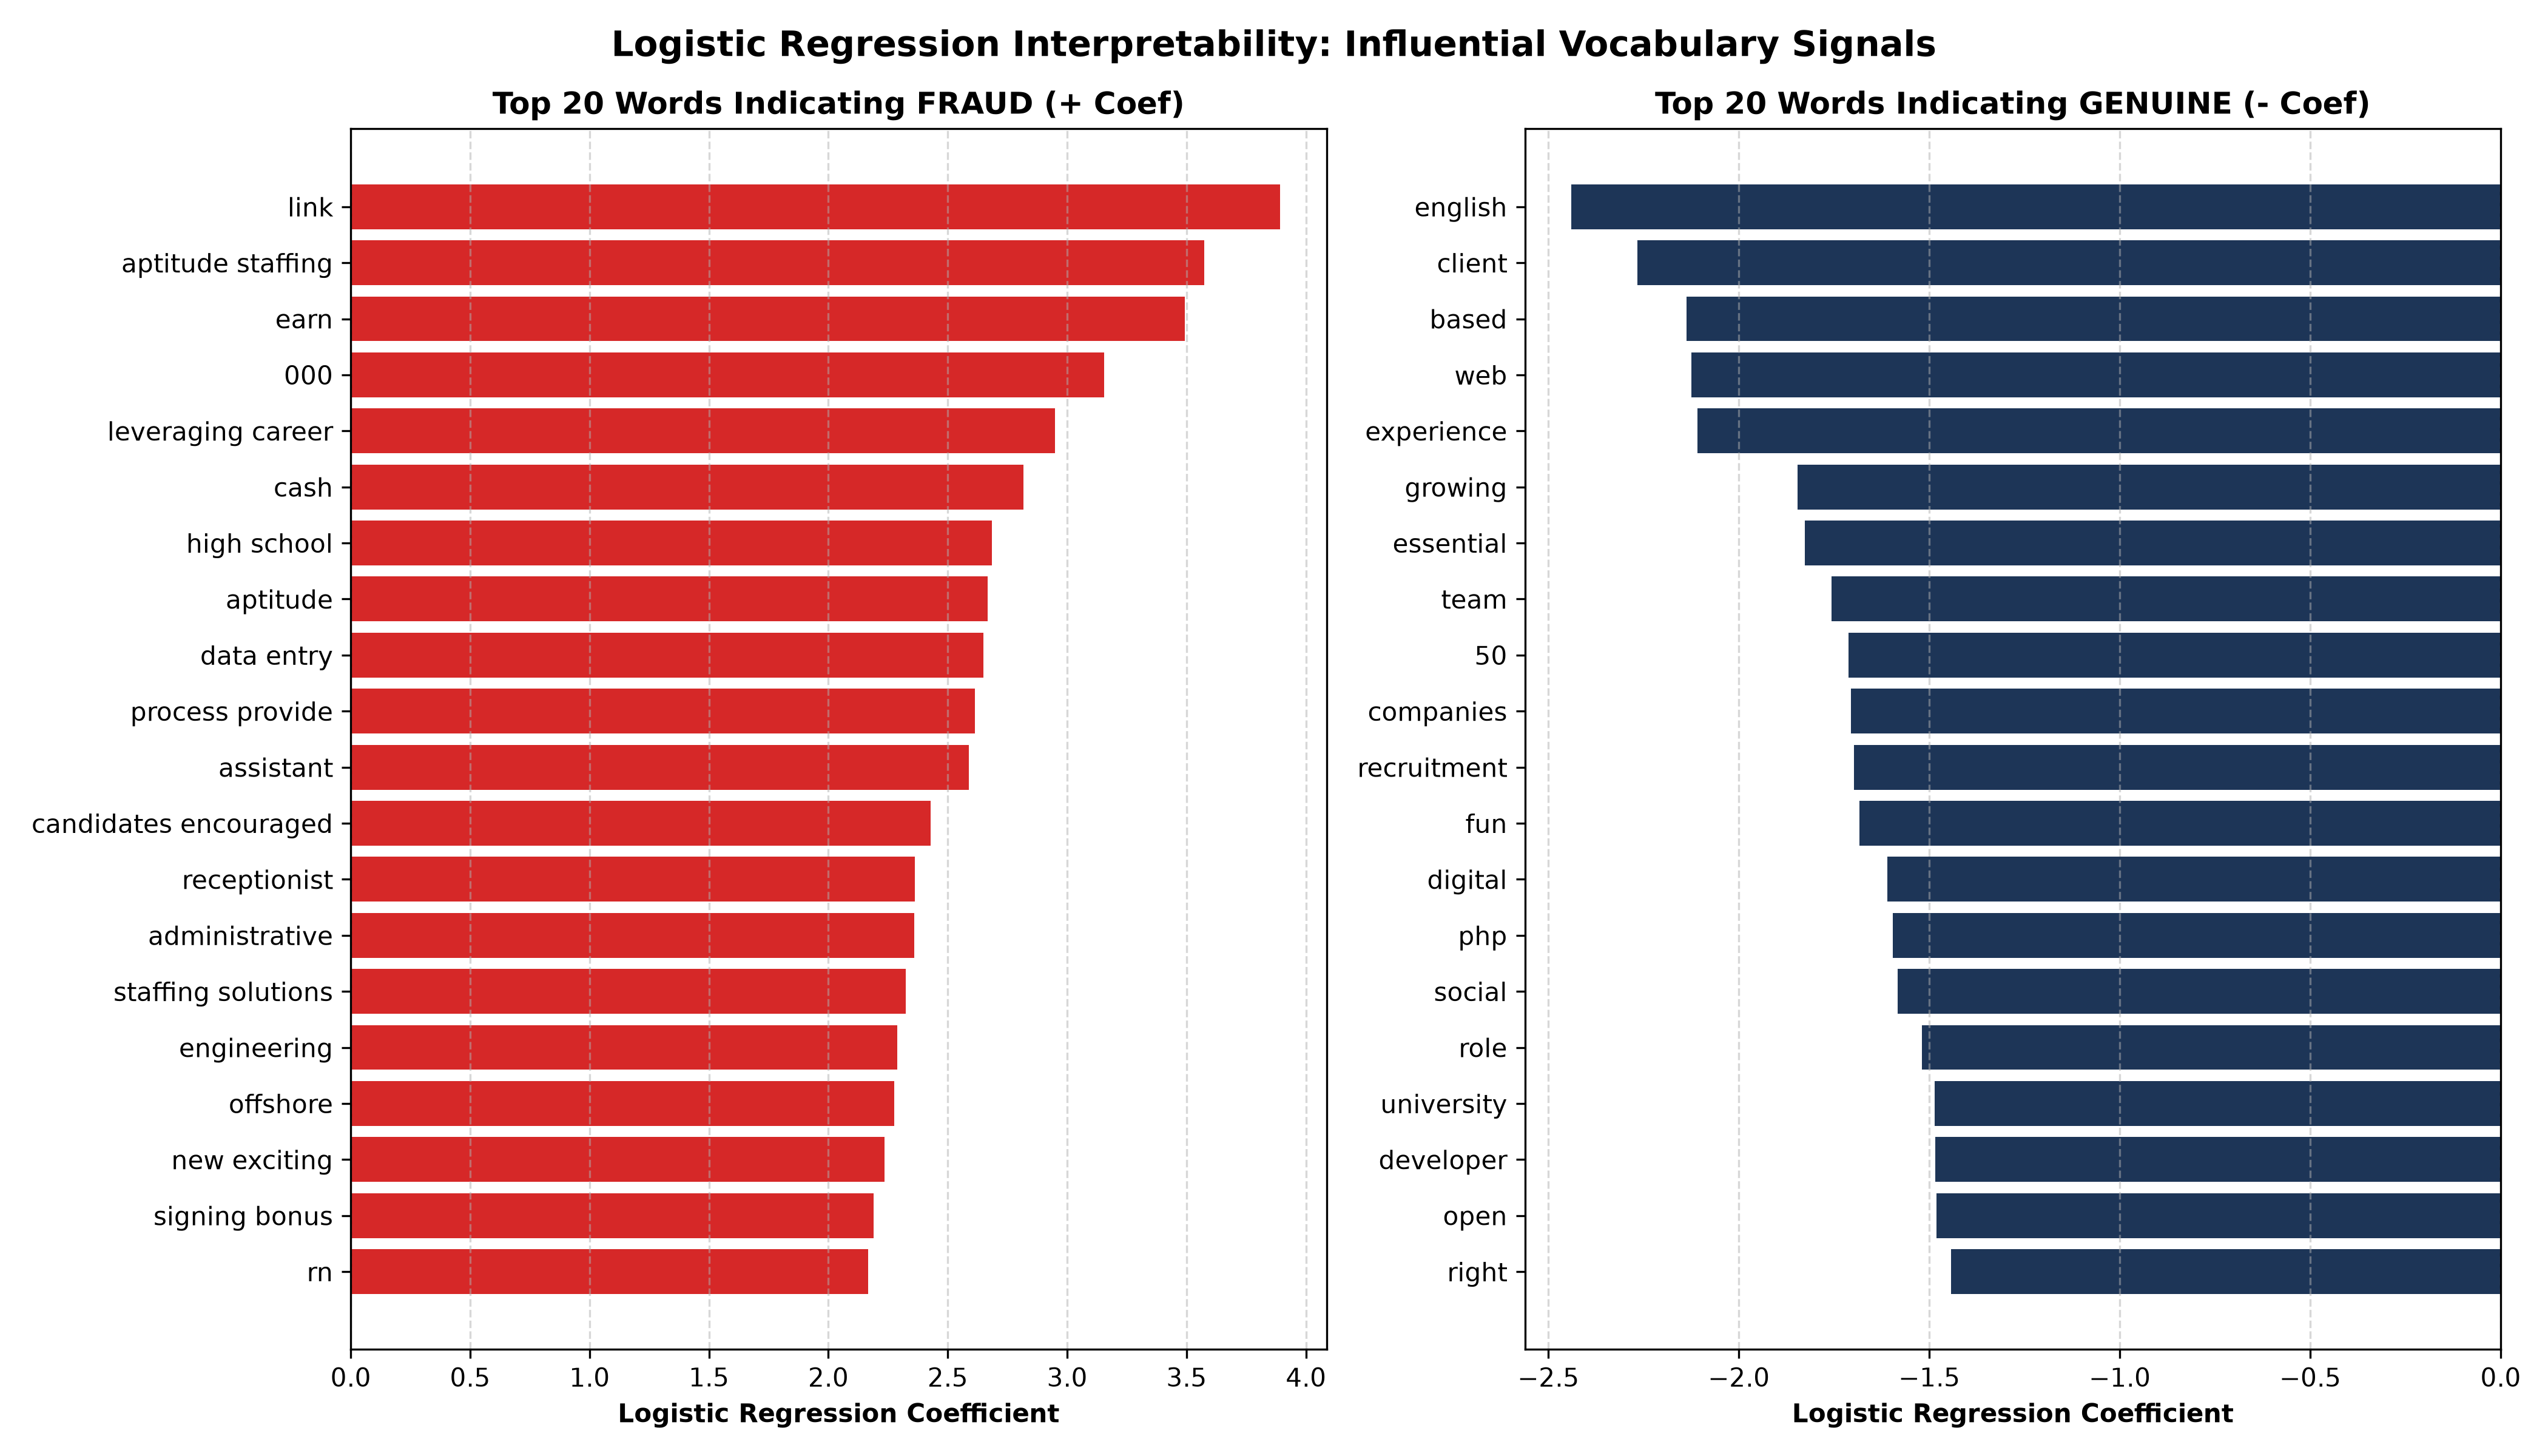 Logistic Regression Interpretability: Influential Vocabulary Signals
Top 20 Words Indicating FRAUD (+ Coef)
link
aptitude staffing
earn
000
leveraging career
cash
high school
aptitude
data entry
process provide
assistant
candidates encouraged
receptionist
administrative
staffing solutions
engineering
offshore
new exciting
signing bonus
rn
0.0 0.5 1.0 1.5 2.0 2.5 3.0 3.5 4.0
Logistic Regression Coefficient
Top 20 Words Indicating GENUINE (- Coef)
english
client
based
web
experience
growing
essential
team
50
companies
recruitment
fun
digital
php
social
role
university
developer
open
right
−2.5 −2.0 −1.5 −1.0 −0.5 0.0
Logistic Regression Coefficient